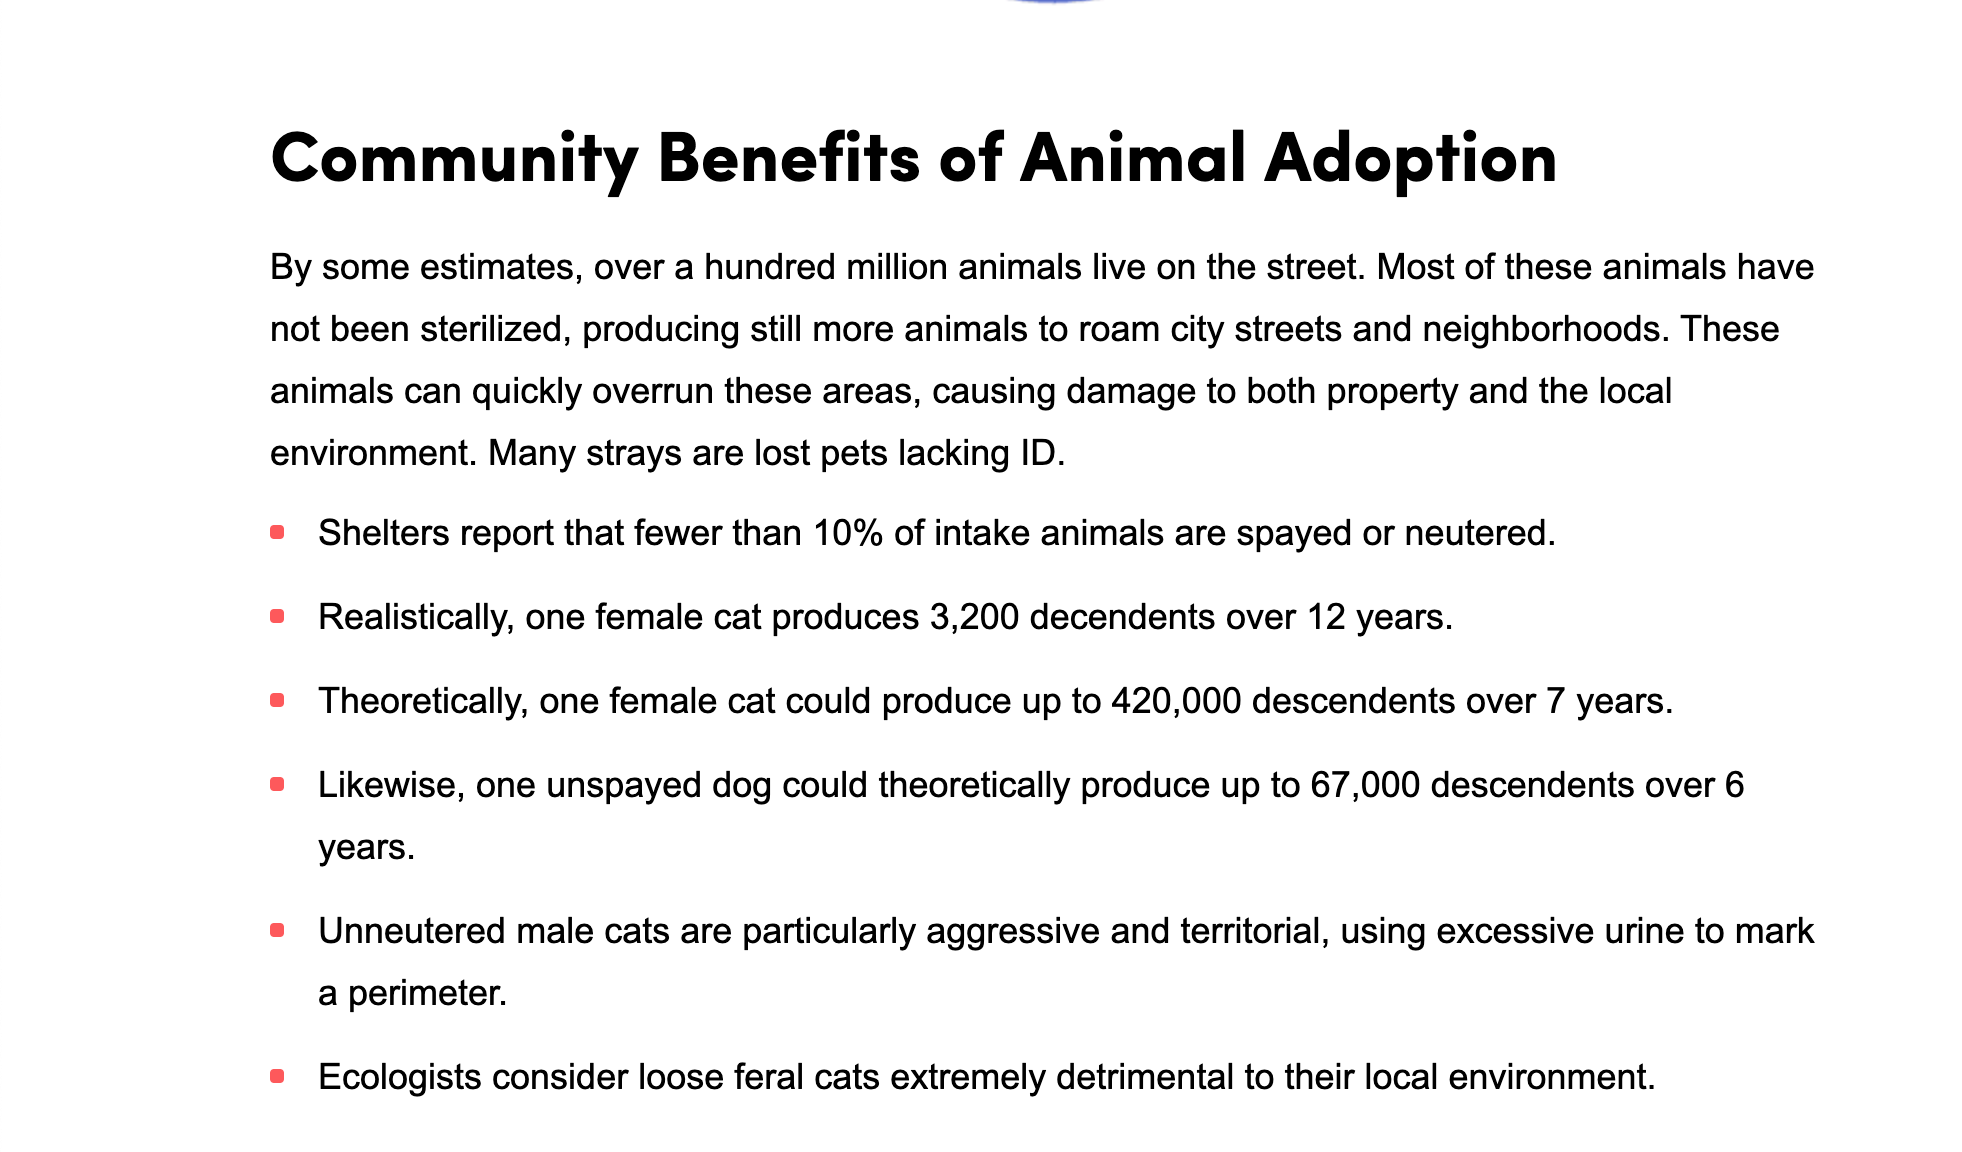 Community Benefits of Animal Adoption
By some estimates, over a hundred million animals live on the street. Most of these animals have
not been sterilized, producing still more animals to roam city streets and neighborhoods. These
animals can quickly overrun these areas, causing damage to both property and the local
environment. Many strays are lost pets lacking ID.
Shelters report that fewer than 10% of intake animals are spayed or neutered.
Realistically, one female cat produces 3,200 decendents over 12 years.
Theoretically, one female cat could produce up to 420,000 descendents over 7 years.
Likewise, one unspayed dog could theoretically produce up to 67,000 descendents over 6
years.
Unneutered male cats are particularly aggressive and territorial, using excessive urine to mark
a perimeter.
Ecologists consider loose feral cats extremely detrimental to their local environment.